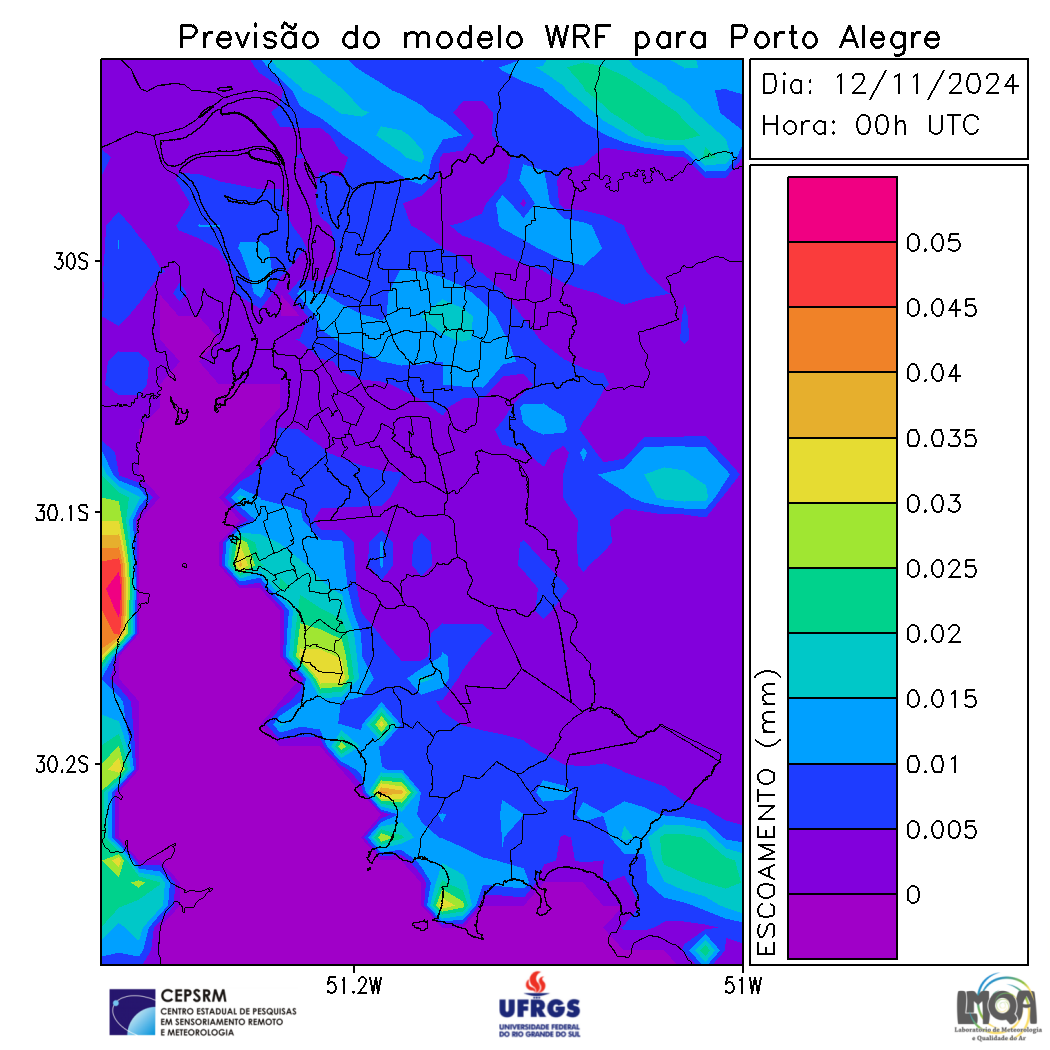 Previsão do modelo WRF para Porto Alegre
Dia: 12/11/2024
Hora: 00h UTC
0.05
0.045
0.04
0.035
0.03
0.025
0.02
0.015
0.01
0.005
0
ESCOAMENTO (mm)
30S
30.1S
30.2S
51.2W
51W
CEPSRM
CENTRO ESTADUAL DE PESQUISAS
EM SENSORIAMENTO REMOTO
E METEOROLOGIA
UFRGS
UNIVERSIDADE FEDERAL
DO RIO GRANDE DO SUL
LMQA
Laboratório de Meteorologia
e Qualidade do Ar